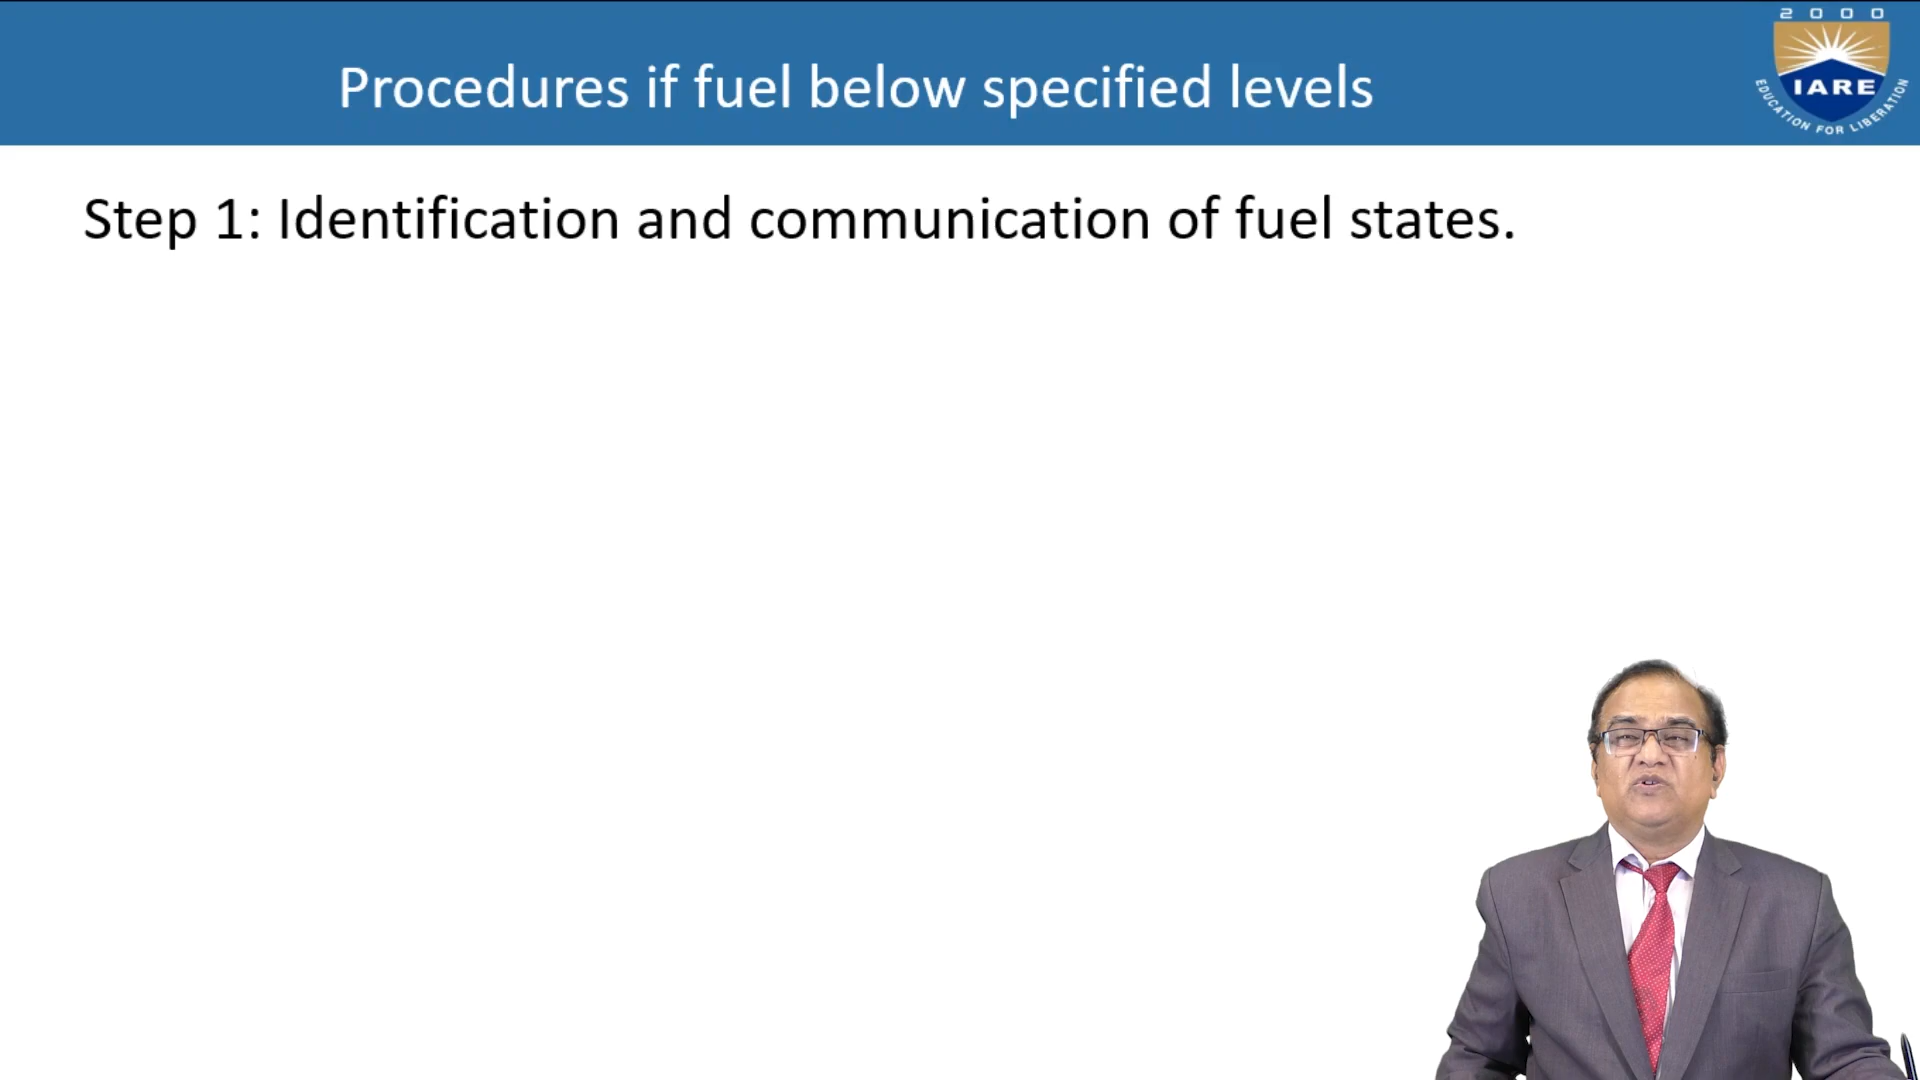 Procedures if fuel below specified levels
2000
IARE
EDUCATION FOR LIBERATION
Step 1: Identification and communication of fuel states.